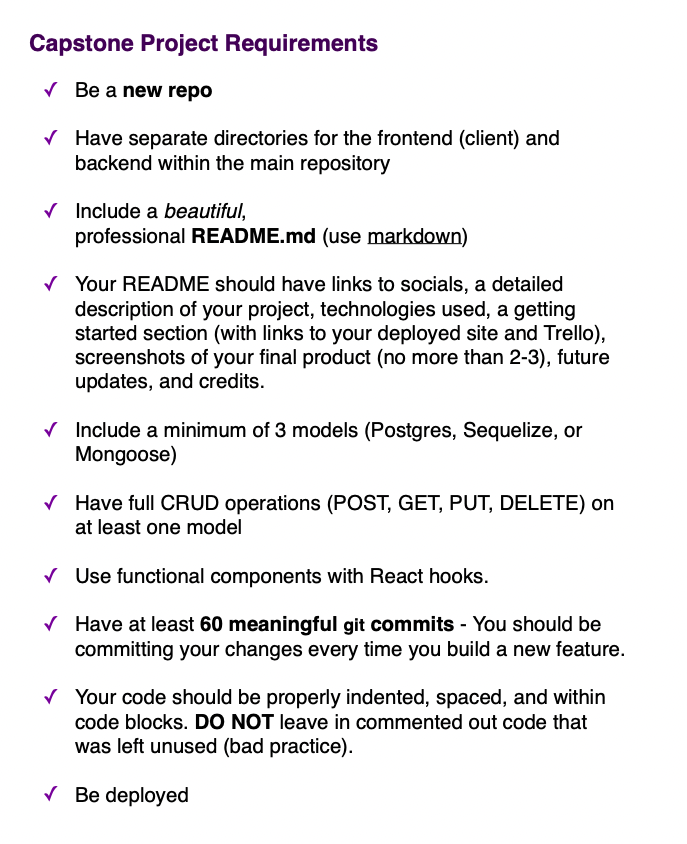 Capstone Project Requirements
✓ Be a new repo
✓ Have separate directories for the frontend (client) and
backend within the main repository
✓ Include a beautiful,
professional README.md (use markdown)
✓ Your README should have links to socials, a detailed
description of your project, technologies used, a getting
started section (with links to your deployed site and Trello),
screenshots of your final product (no more than 2-3), future
updates, and credits.
✓ Include a minimum of 3 models (Postgres, Sequelize, or
Mongoose)
✓ Have full CRUD operations (POST, GET, PUT, DELETE) on
at least one model
✓ Use functional components with React hooks.
✓ Have at least 60 meaningful git commits - You should be
committing your changes every time you build a new feature.
✓ Your code should be properly indented, spaced, and within
code blocks. DO NOT leave in commented out code that
was left unused (bad practice).
✓ Be deployed